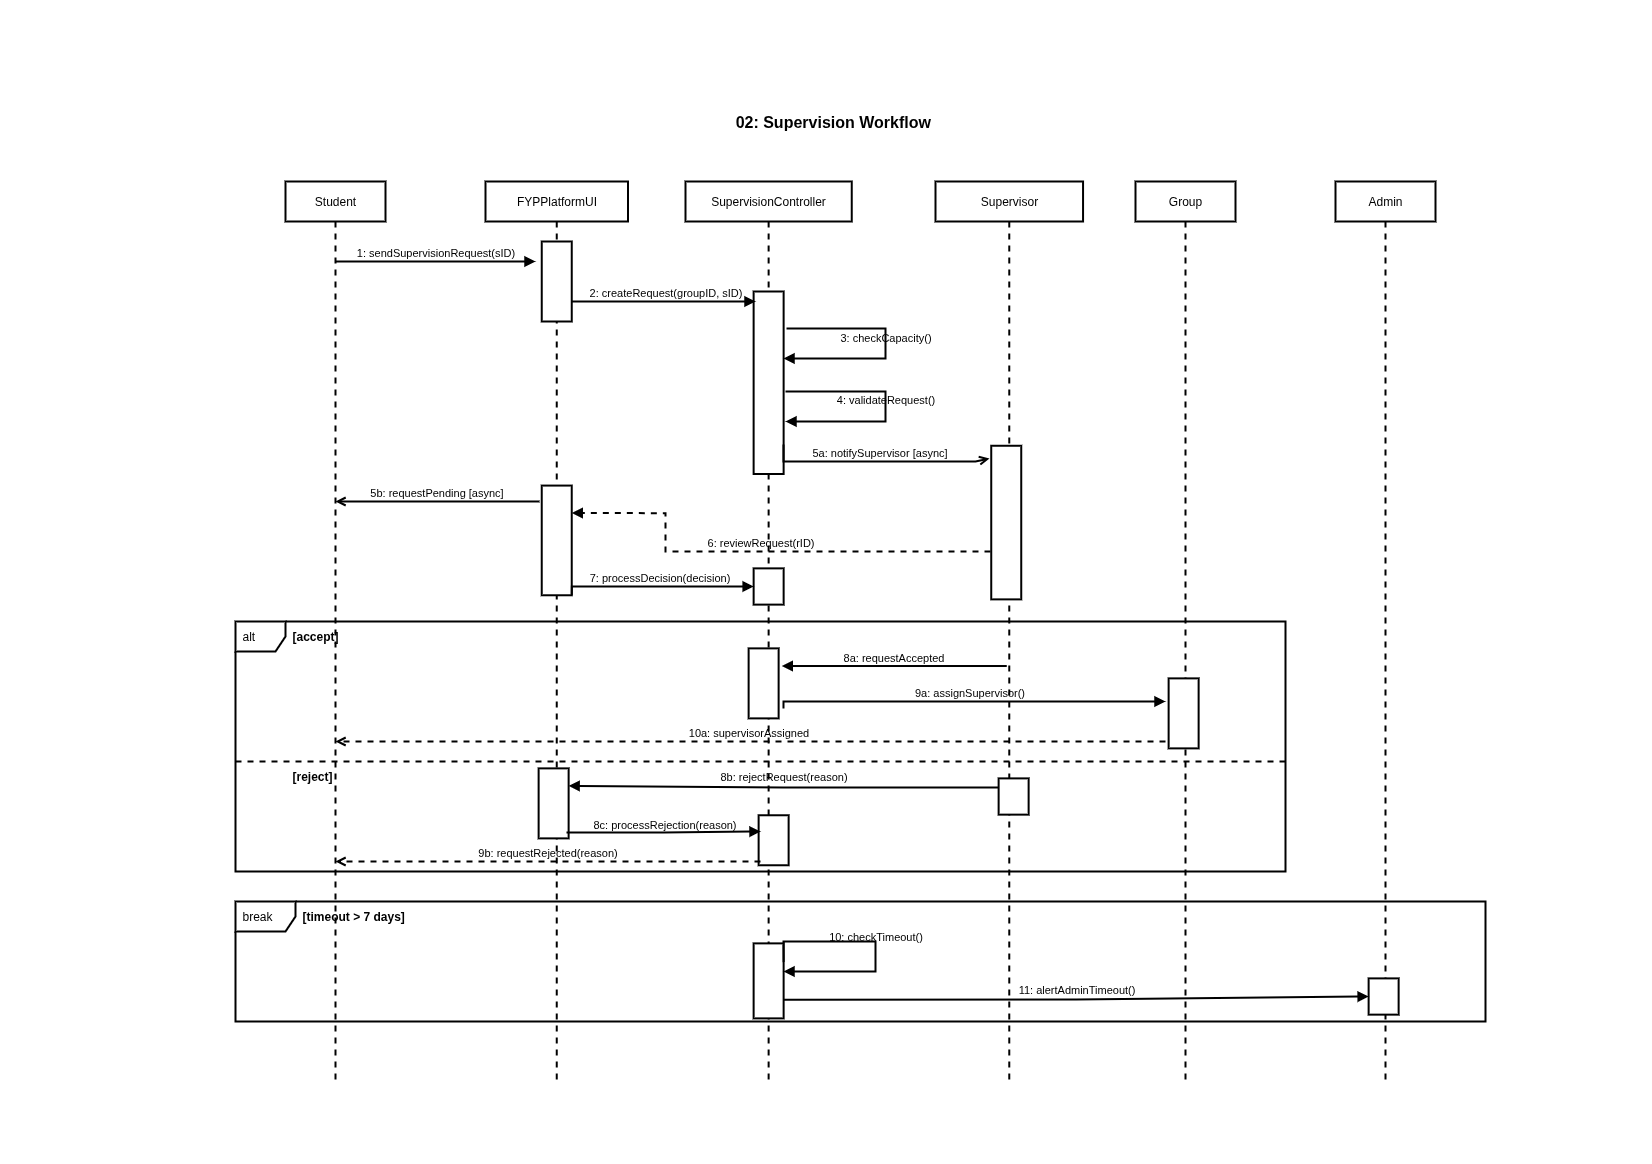 02: Supervision Workflow
Student
FYPPlatformUI
SupervisionController
Supervisor
Group
Admin
1: sendSupervisionRequest(sID)
2: createRequest(groupID, sID)
3: checkCapacity()
4: validateRequest()
5a: notifySupervisor [async]
5b: requestPending [async]
6: reviewRequest(rID)
7: processDecision(decision)
alt
[accept]
8a: requestAccepted
9a: assignSupervisor()
10a: supervisorAssigned
[reject]
8b: rejectRequest(reason)
8c: processRejection(reason)
9b: requestRejected(reason)
break
[timeout > 7 days]
10: checkTimeout()
11: alertAdminTimeout()